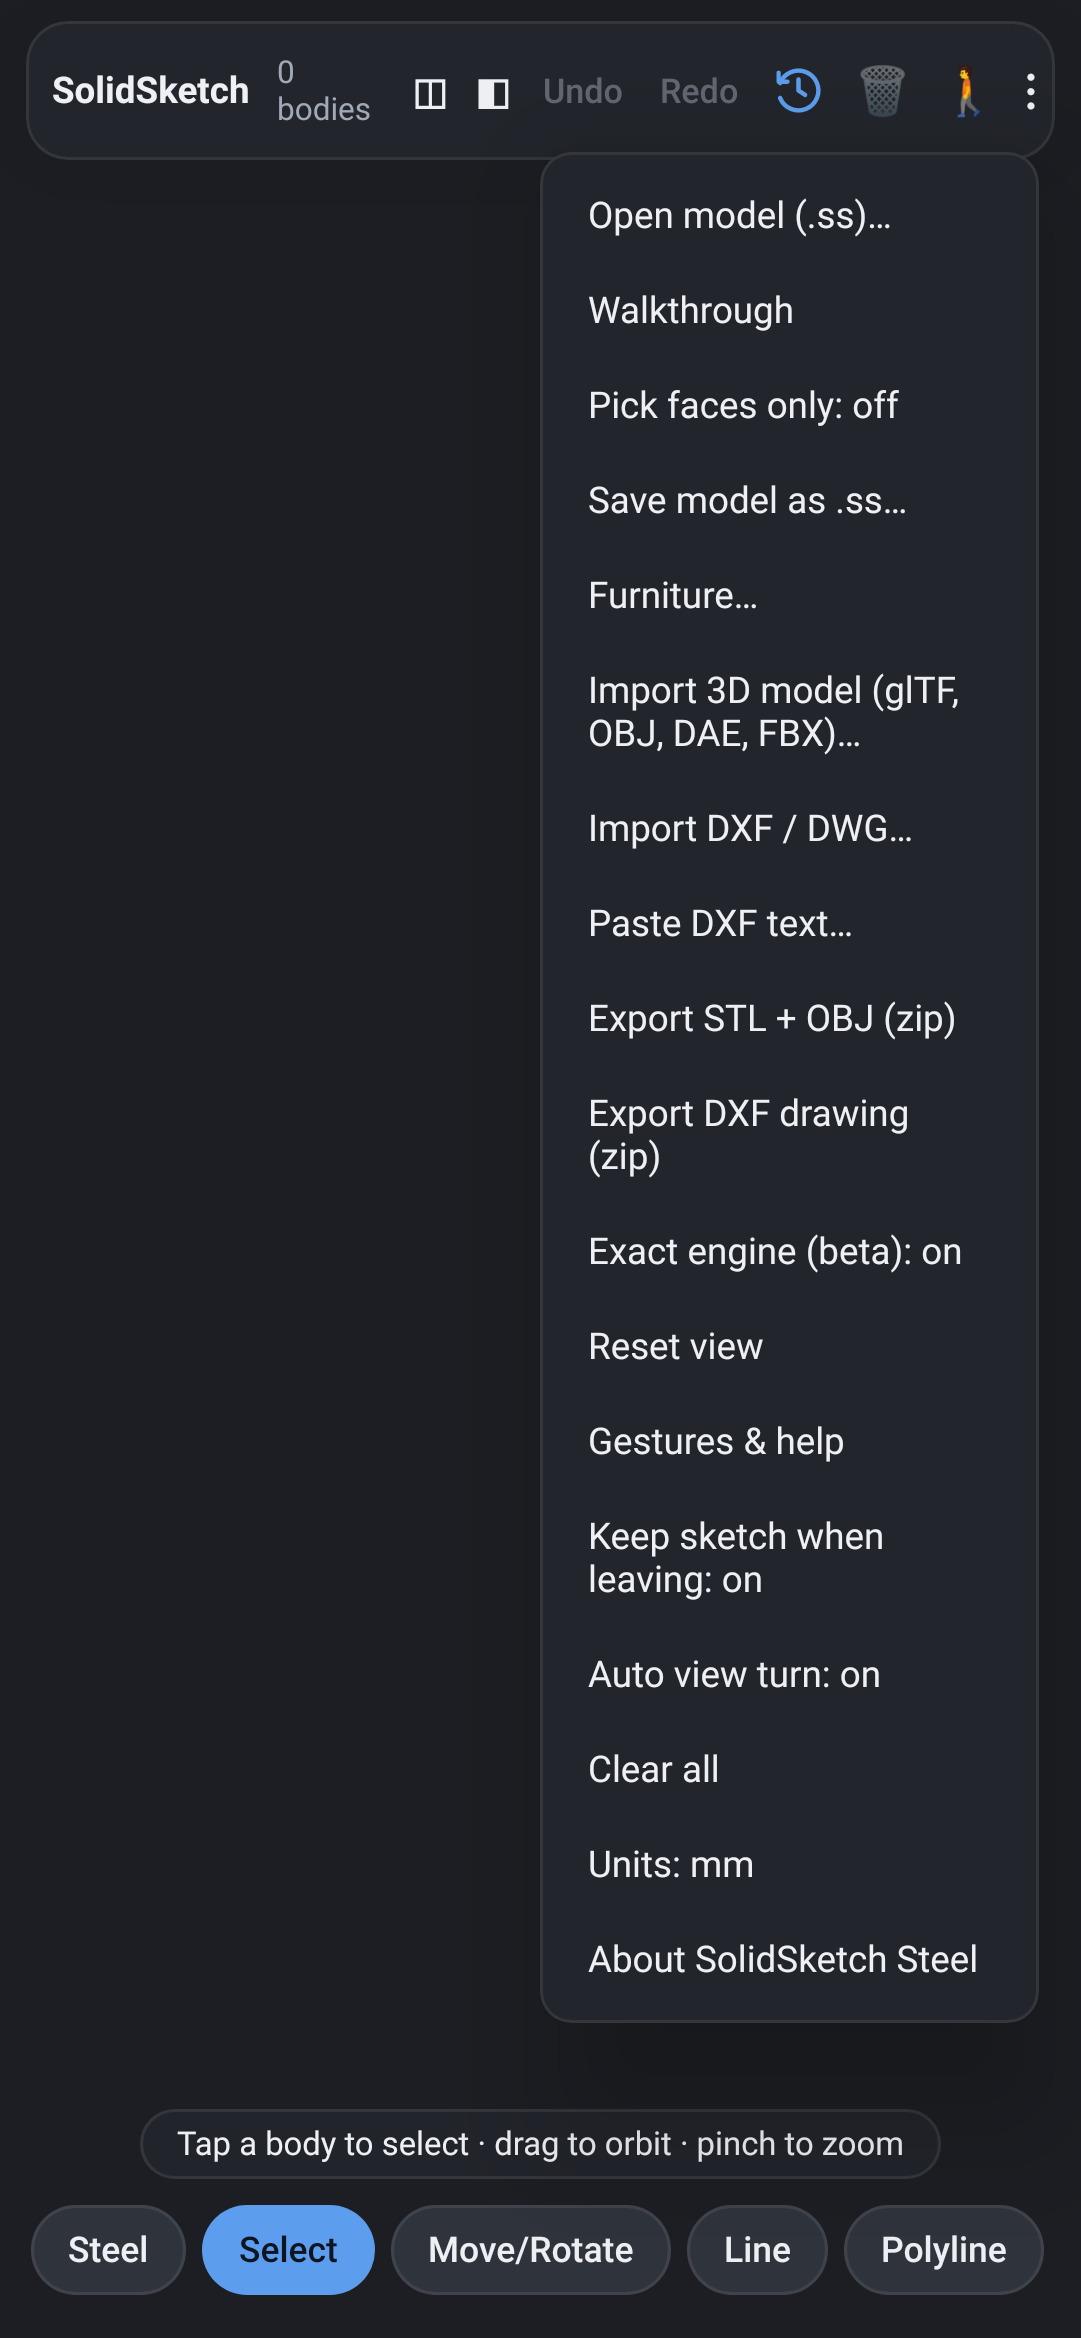 SolidSketch
0
bodies
Undo
Redo
Open model (.ss)...
Walkthrough
Pick faces only: off
Save model as .ss...
Furniture...
Import 3D model (glTF,
OBJ, DAE, FBX)...
Import DXF / DWG...
Paste DXF text...
Export STL + OBJ (zip)
Export DXF drawing
(zip)
Exact engine (beta): on
Reset view
Gestures & help
Keep sketch when
leaving: on
Auto view turn: on
Clear all
Units: mm
About SolidSketch Steel
Tap a body to select · drag to orbit · pinch to zoom
Steel
Select
Move/Rotate
Line
Polyline